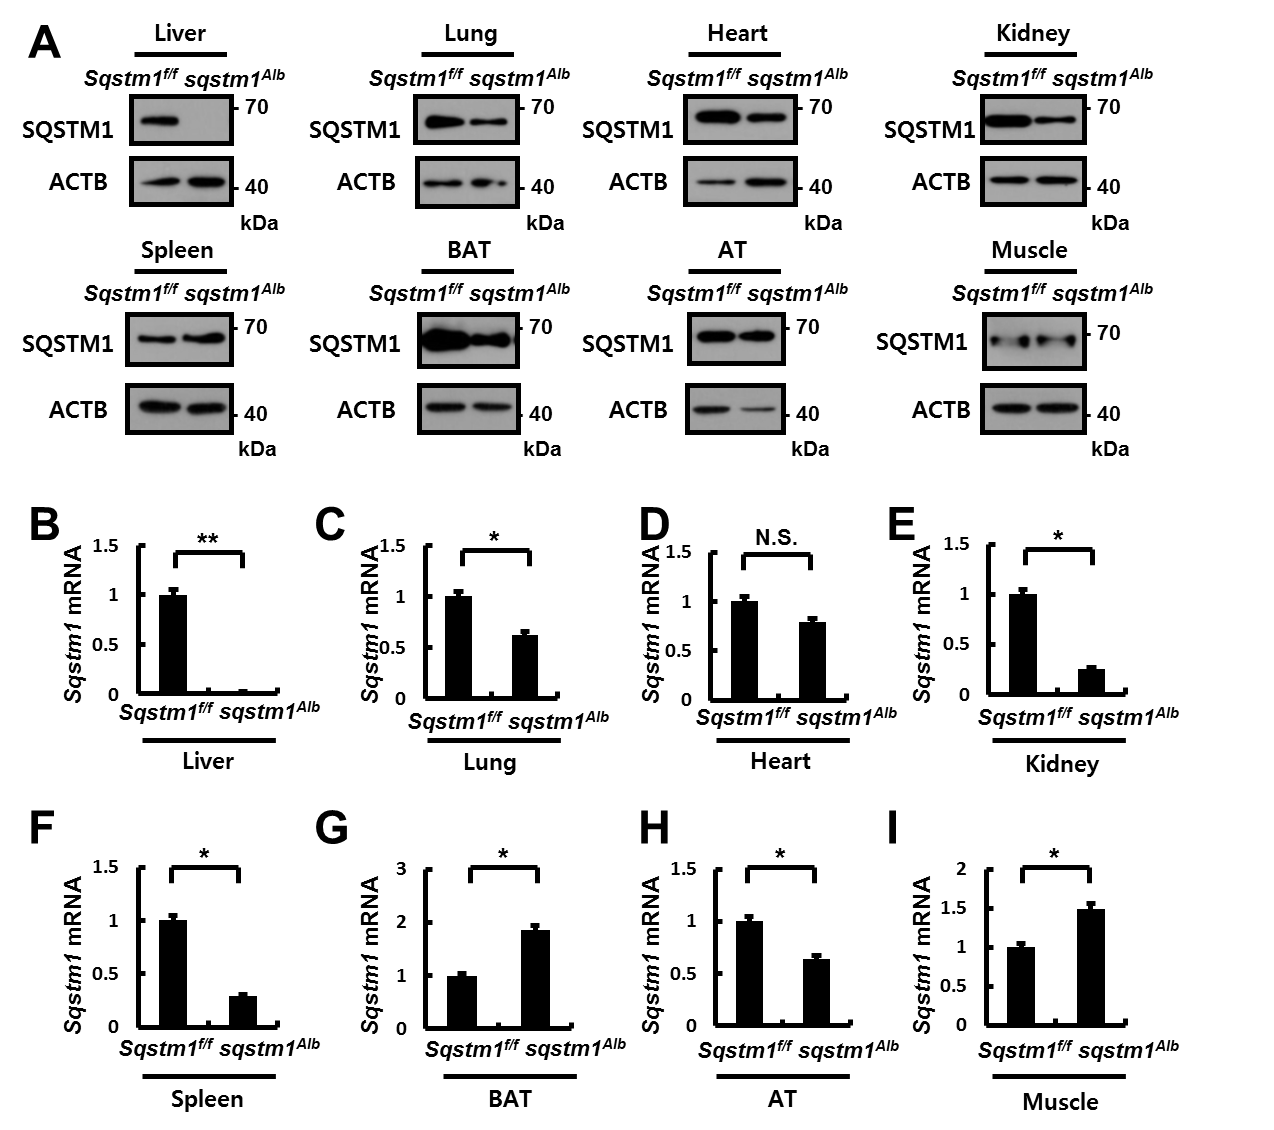 A
Liver Lung Heart Kidney
Sqstm1f/f sqstm1Alb Sqstm1f/f sqstm1Alb Sqstm1f/f sqstm1Alb Sqstm1f/f sqstm1Alb
SQSTM1 70 SQSTM1 70 SQSTM1 70 SQSTM1 70
ACTB 40 ACTB 40 ACTB 40 ACTB 40
kDa kDa kDa kDa
Spleen BAT AT Muscle
Sqstm1f/f sqstm1Alb Sqstm1f/f sqstm1Alb Sqstm1f/f sqstm1Alb Sqstm1f/f sqstm1Alb
SQSTM1 70 SQSTM1 70 SQSTM1 70 SQSTM1 70
ACTB 40 ACTB 40 ACTB 40 ACTB 40
kDa kDa kDa kDa
B
Sqstm1 mRNA
1.5
1
0.5
0
**
Sqstm1f/f sqstm1Alb
Liver
C
Sqstm1 mRNA
1.5
1
0.5
0
*
Sqstm1f/f sqstm1Alb
Lung
D
Sqstm1 mRNA
1.5
1
0.5
0
N.S.
Sqstm1f/f sqstm1Alb
Heart
E
Sqstm1 mRNA
1.5
1
0.5
0
*
Sqstm1f/f sqstm1Alb
Kidney
F
Sqstm1 mRNA
1.5
1
0.5
0
*
Sqstm1f/f sqstm1Alb
Spleen
G
Sqstm1 mRNA
3
2
1
0
*
Sqstm1f/f sqstm1Alb
BAT
H
Sqstm1 mRNA
1.5
1
0.5
0
*
Sqstm1f/f sqstm1Alb
AT
I
Sqstm1 mRNA
2
1.5
1
0.5
0
*
Sqstm1f/f sqstm1Alb
Muscle